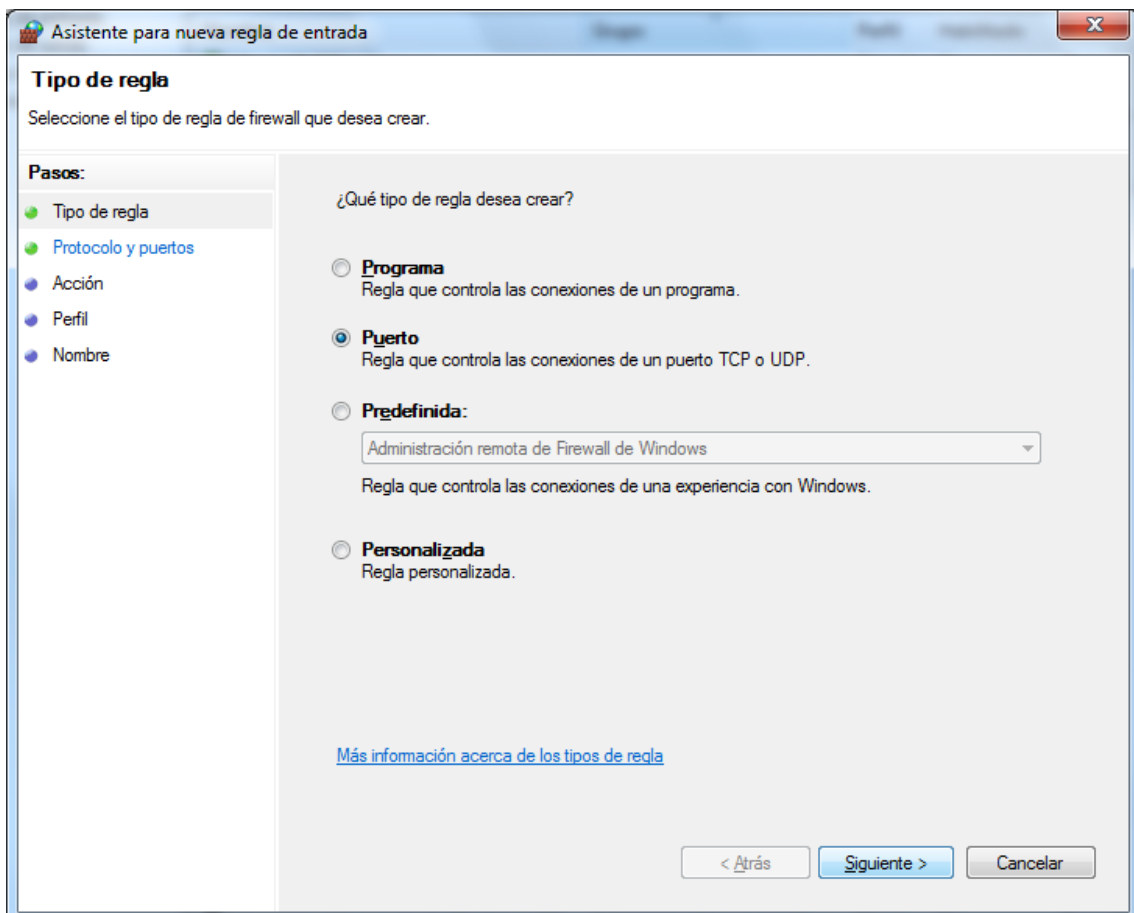 Asistente para nueva regla de entrada
Tipo de regla
Seleccione el tipo de regla de firewall que desea crear.
Pasos:
Tipo de regla
Protocolo y puertos
Acción
Perfil
Nombre
¿Qué tipo de regla desea crear?
Programa
Regla que controla las conexiones de un programa.
Puerto
Regla que controla las conexiones de un puerto TCP o UDP.
Predefinida:
Administración remota de Firewall de Windows
Regla que controla las conexiones de una experiencia con Windows.
Personalizada
Regla personalizada.
Más información acerca de los tipos de regla
< Atrás
Siguiente >
Cancelar